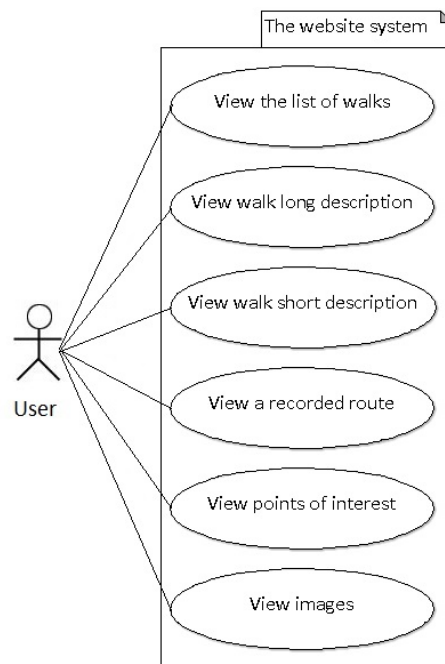 The website system
View the list of walks
View walk long description
View walk short description
View a recorded route
View points of interest
View images
User